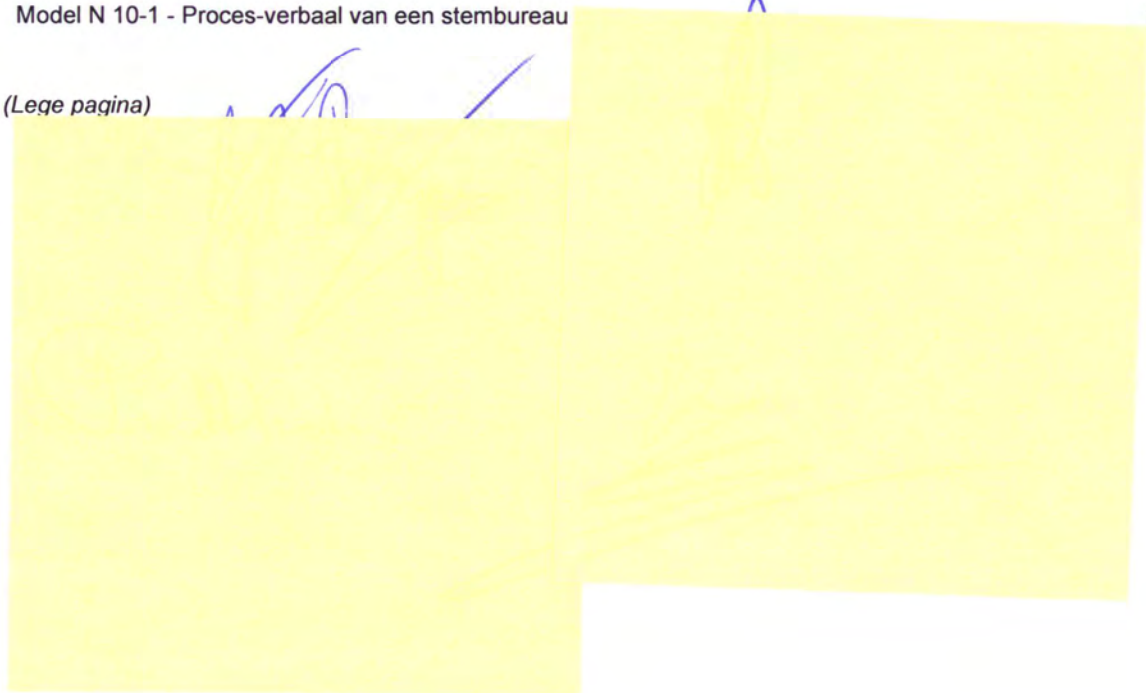 Model N 10-1 - Proces-verbaal van een stembureau
(Lege pagina)